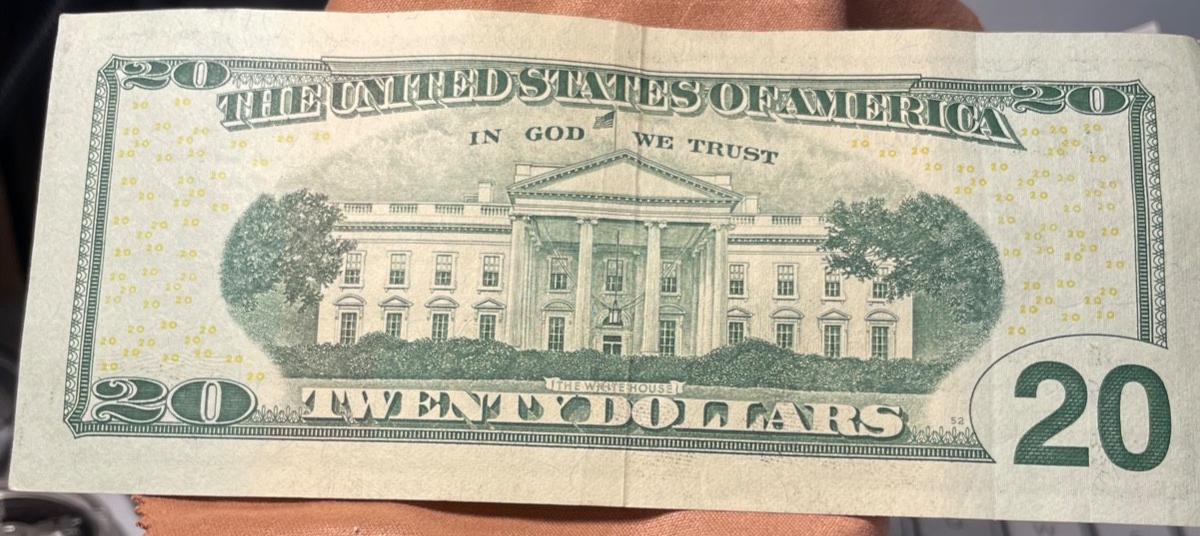 20 20
THE UNITED STATES OF AMERICA
IN GOD WE TRUST
THE WHITE HOUSE
20 TWENTY DOLLARS 52 20